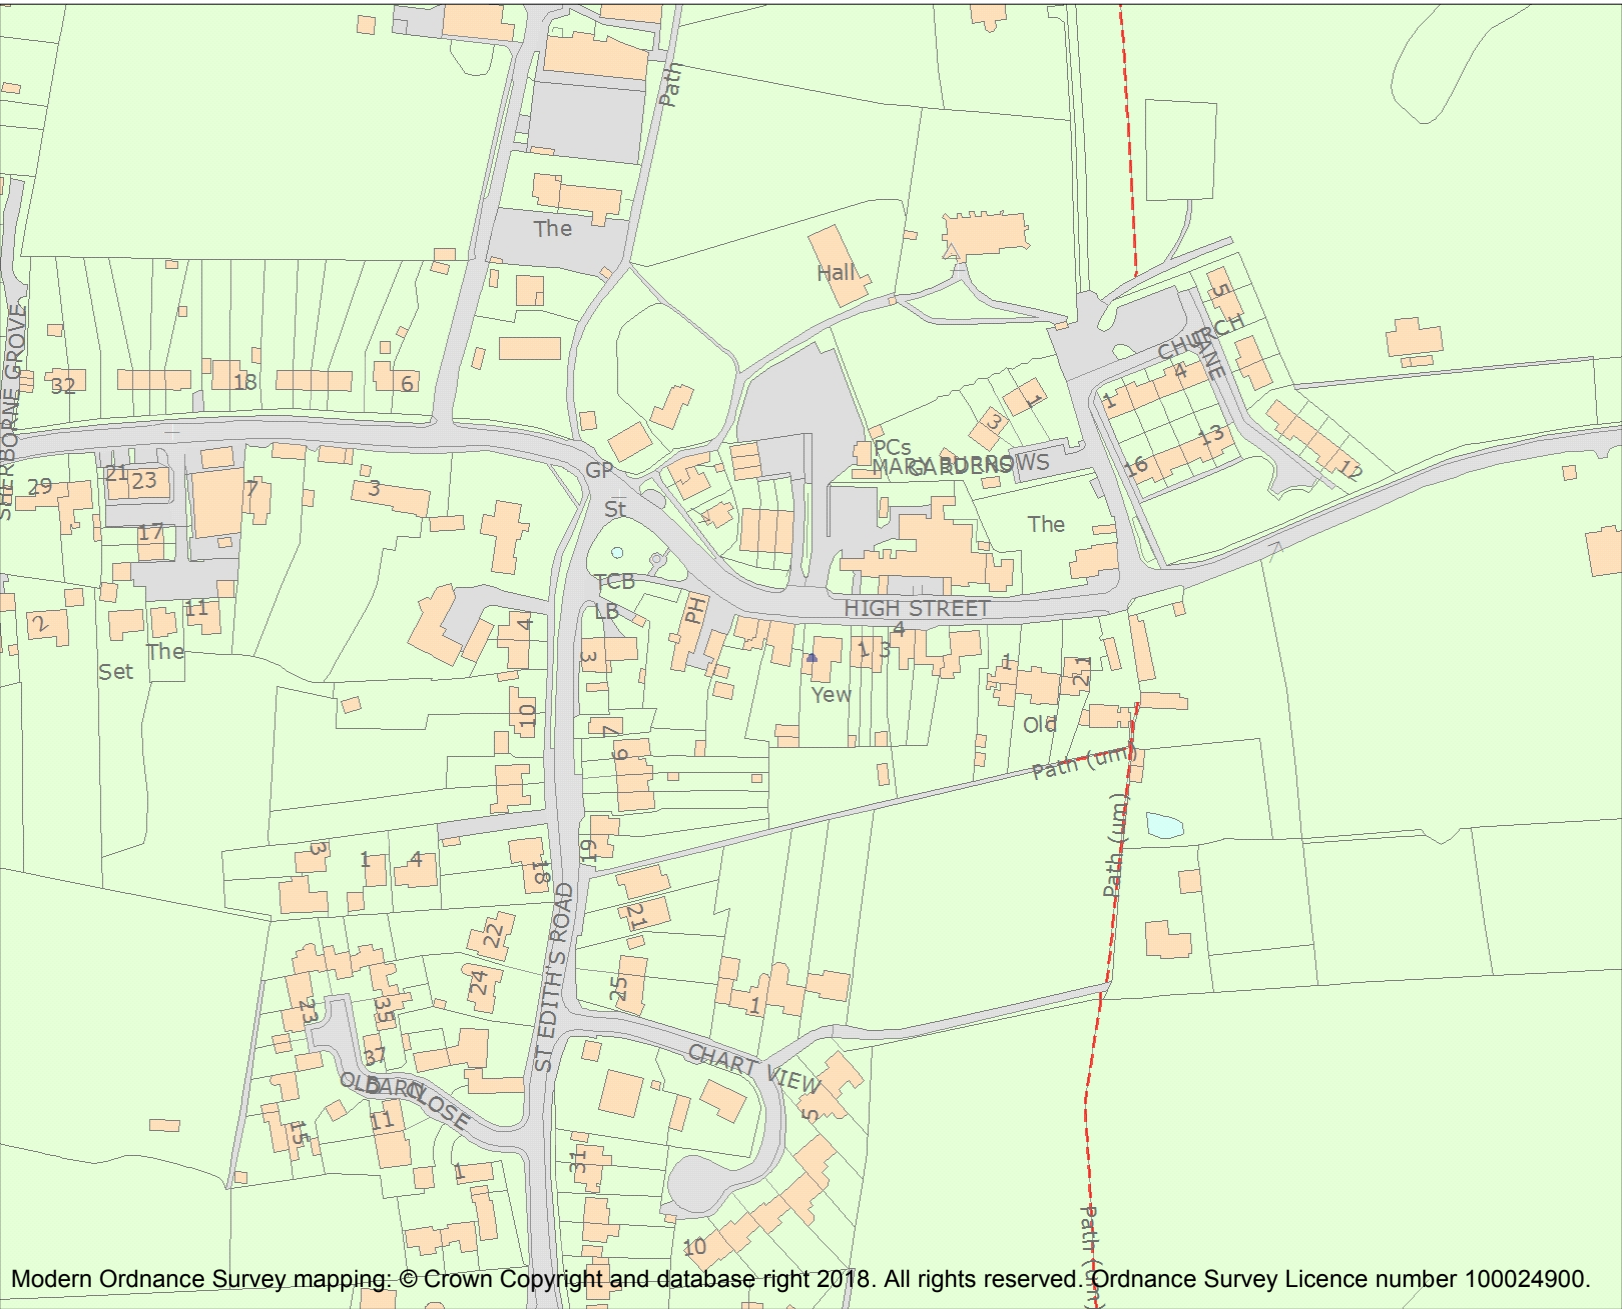 Path
The
Hall
5
CHURCH
LANE
SHERBORNE GROVE
32
18
6
4
1
1
3
13
16
12
PCs
MARY BURROWS
GARDENS
GP
29
21
23
7
3
St
7
The
17
TCB
HIGH STREET
LB
PH
11
2
4
4
The
Set
3
1
3
1
2
1
Yew
10
7
9
Old
Path (um)
Path (um)
19
3
1
4
18
21
22
ST EDITH'S ROAD
24
25
1
23
35
37
CHART VIEW
OLD
BARN
CLOSE
5
11
15
31
1
Path (um)
10
Modern Ordnance Survey mapping: © Crown Copyright and database right 2018. All rights reserved. Ordnance Survey Licence number 100024900.